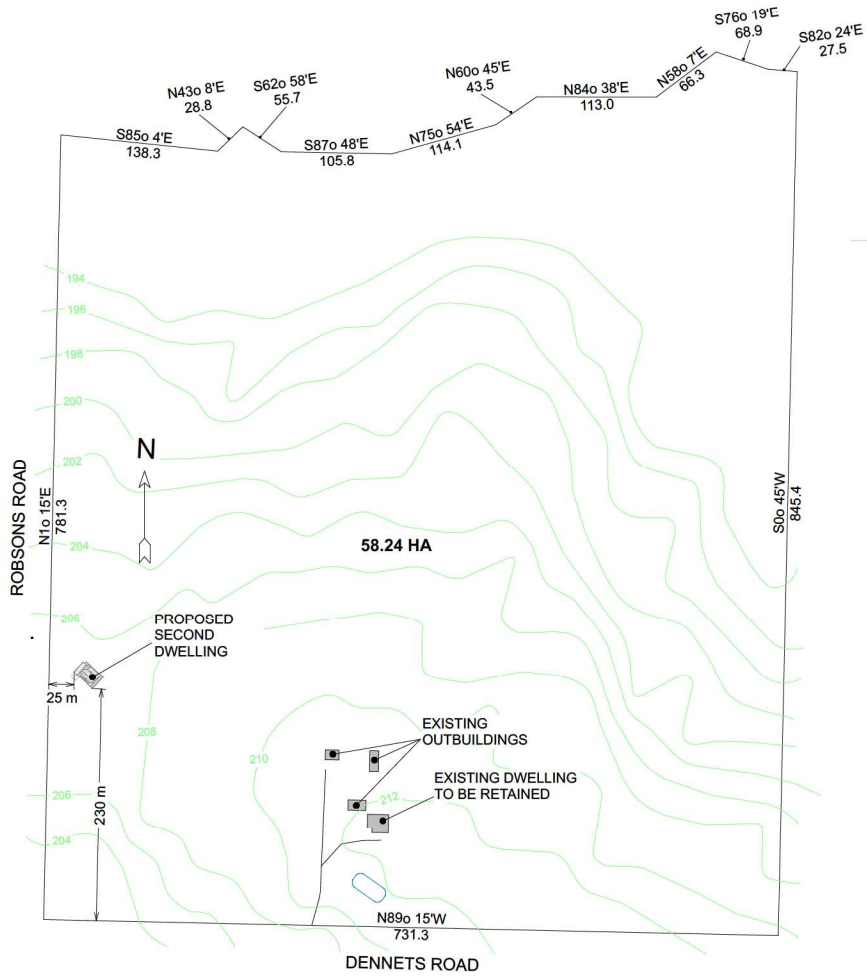 S76o 19'E
68.9
S82o 24'E
27.5
N58o 7'E
66.3
N60o 45'E
43.5
N84o 38'E
113.0
N43o 8'E
28.8
S62o 58'E
55.7
N75o 54'E
114.1
S85o 4'E
138.3
S87o 48'E
105.8
194
196
198
200
202
204
206
N
ROBSONS ROAD
N1o 15'E
781.3
S0o 45'W
845.4
58.24 HA
PROPOSED
SECOND
DWELLING
25 m
230 m
208
210
212
206
204
EXISTING
OUTBUILDINGS
EXISTING DWELLING
TO BE RETAINED
N89o 15'W
731.3
DENNETS ROAD